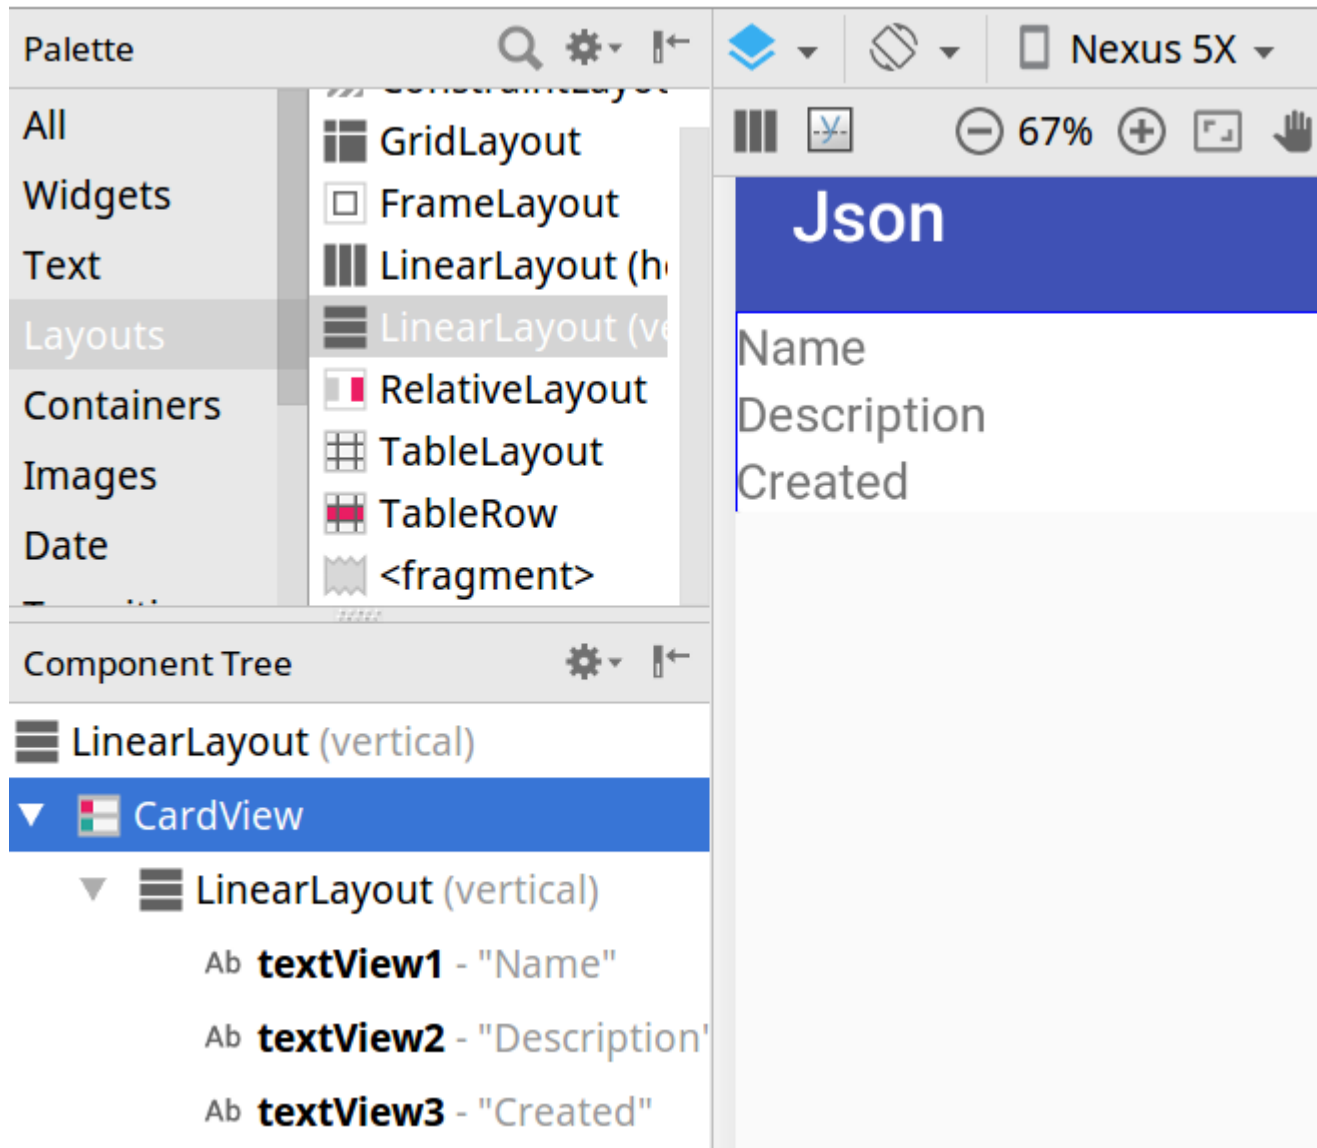 Palette
Nexus 5X
67%
All
Widgets
Text
Layouts
Containers
Images
Date
ConstraintLayout
GridLayout
FrameLayout
LinearLayout (h
LinearLayout (ve
RelativeLayout
TableLayout
TableRow
<fragment>
Json
Name
Description
Created
Component Tree
LinearLayout (vertical)
CardView
LinearLayout (vertical)
Ab textView1 - "Name"
Ab textView2 - "Description"
Ab textView3 - "Created"